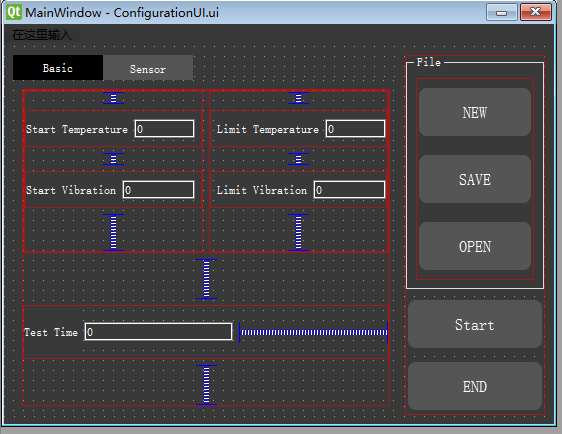 Qt MainWindow - ConfigurationUI.ui
在这里输入
Basic
Sensor
Start Temperature 0
Limit Temperature 0
Start Vibration 0
Limit Vibration 0
Test Time 0
File
NEW
SAVE
OPEN
Start
END